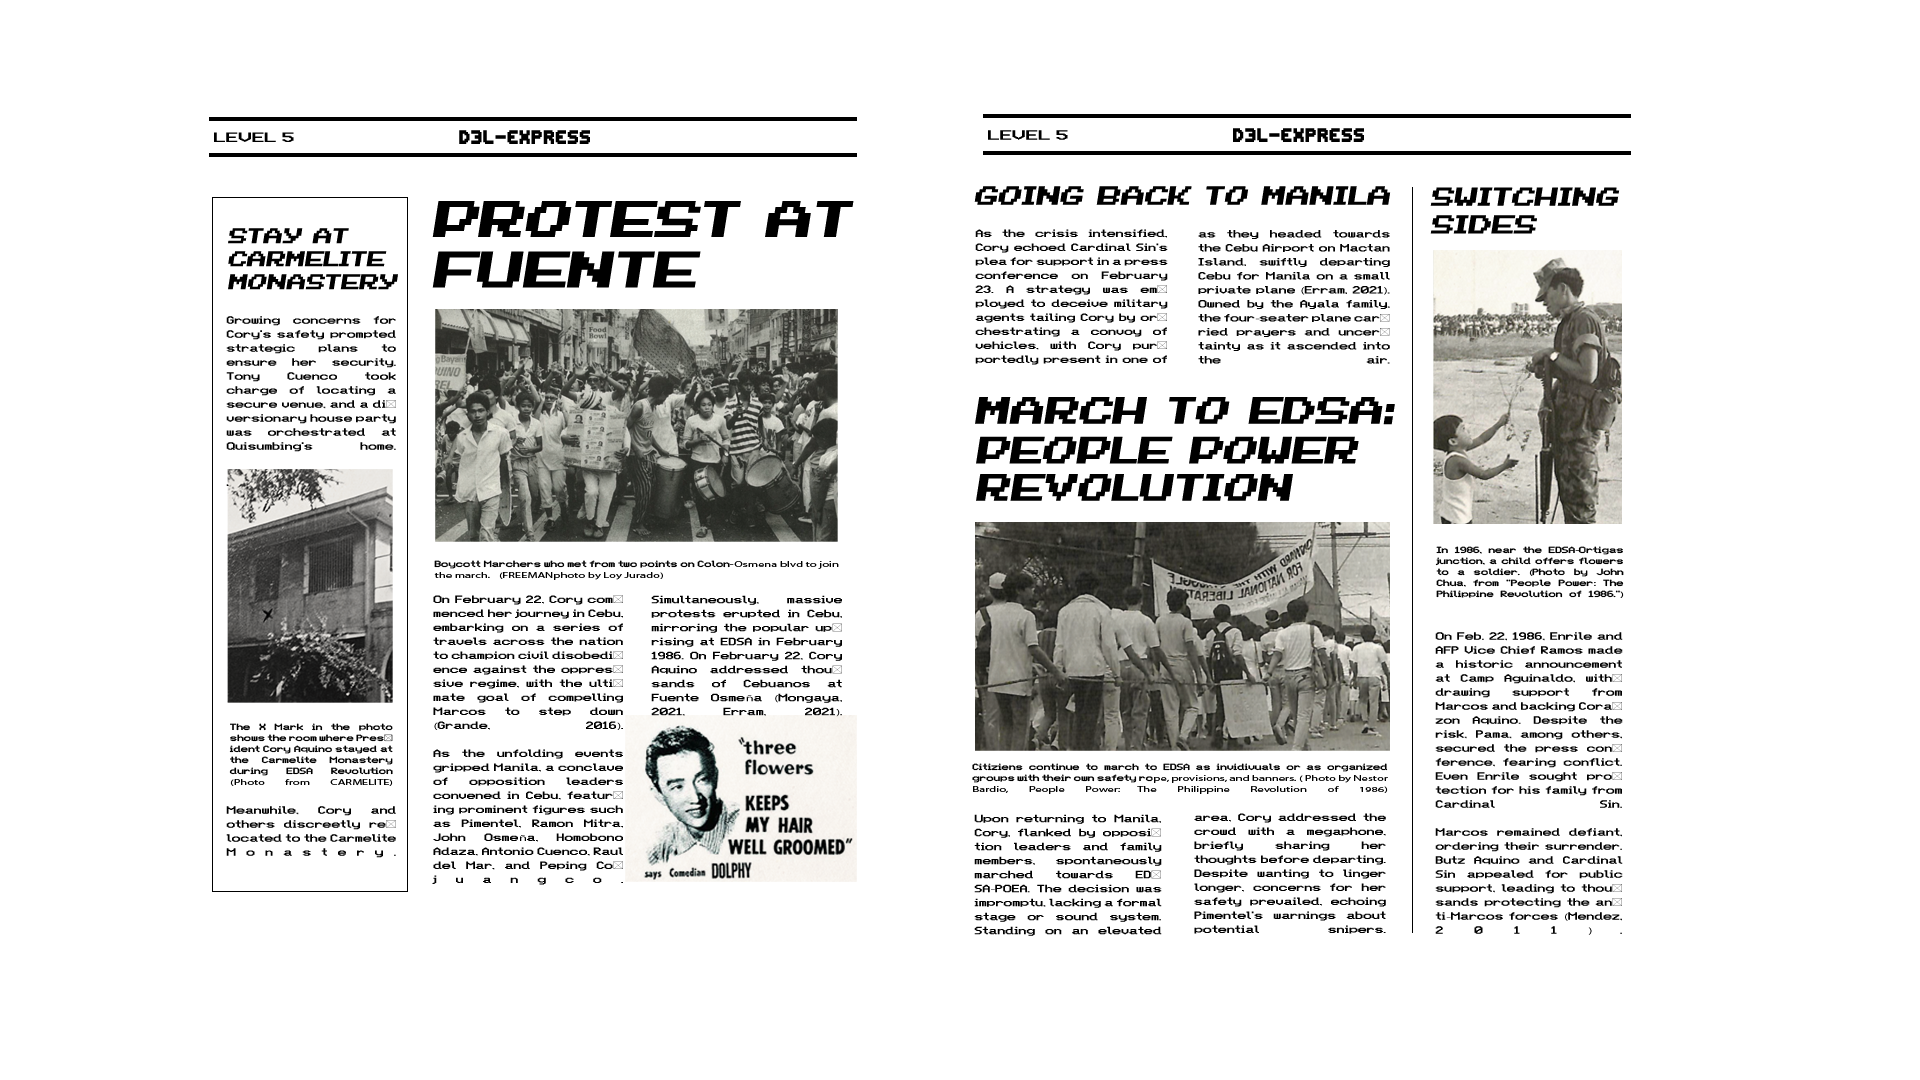 LEVEL 5
D3L-EXPRESS
STAY AT
CARMELITE
MONASTERY
Growing concerns for
Cory's safety prompted
strategic plans to
ensure her security.
Tony Cuenco took
charge of locating a
secure venue, and a di
versionary house party
was orchestrated at
Quisumbing's home.
The X Mark in the photo
shows the room where Pres
ident Cory Aquino stayed at
the Carmelite Monastery
during EDSA Revolution
(Photo from CARMELITE)
Meanwhile, Cory and
others discreetly re
located to the Carmelite
Monastery.
PROTEST AT
FUENTE
Food
Bowl
Boycott Marchers who met from two points on Colon-Osmena blvd to join
the march. (FREEMANphoto by Loy Jurado)
On February 22, Cory com
menced her journey in Cebu,
embarking on a series of
travels across the nation
to champion civil disobedi
ence against the oppres
sive regime, with the ulti
mate goal of compelling
Marcos to step down
(Grande, 2016).
As the unfolding events
gripped Manila, a conclave
of opposition leaders
convened in Cebu, featur
ing prominent figures such
as Pimentel, Ramon Mitra,
John Osmeña, Homobono
Adaza, Antonio Cuenco, Raul
del Mar, and Peping Co
juangco.
Simultaneously, massive
protests erupted in Cebu,
mirroring the popular up
rising at EDSA in February
1986. On February 22, Cory
Aquino addressed thou
sands of Cebuanos at
Fuente Osmeña (Mongaya,
2021, Erram, 2021).
"three
flowers
KEEPS
MY HAIR
WELL GROOMED"
says Comedian DOLPHY
LEVEL 5
D3L-EXPRESS
GOING BACK TO MANILA
As the crisis intensified,
Cory echoed Cardinal Sin's
plea for support in a press
conference on February
23. A strategy was em
ployed to deceive military
agents tailing Cory by or
chestrating a convoy of
vehicles, with Cory pur
portedly present in one of
as they headed towards
the Cebu Airport on Mactan
Island, swiftly departing
Cebu for Manila on a small
private plane (Erram, 2021).
Owned by the Ayala family,
the four-seater plane car
ried prayers and uncer
tainty as it ascended into
the air.
MARCH TO EDSA:
PEOPLE POWER
REVOLUTION
ONWARD WITH THE STRUGGLE
FOR NATIONAL LIBERAT
Citiziens continue to march to EDSA as invidivuals or as organized
groups with their own safety rope, provisions, and banners. ( Photo by Nestor
Bardio, People Power: The Philippine Revolution of 1986)
Upon returning to Manila,
Cory, flanked by opposi
tion leaders and family
members, spontaneously
marched towards ED
SA-POEA. The decision was
impromptu, lacking a formal
stage or sound system.
Standing on an elevated
area, Cory addressed the
crowd with a megaphone,
briefly sharing her
thoughts before departing.
Despite wanting to linger
longer, concerns for her
safety prevailed, echoing
Pimentel's warnings about
potential snipers.
SWITCHING
SIDES
In 1986, near the EDSA-Ortigas
junction, a child offers flowers
to a soldier. (Photo by John
Chua, from "People Power: The
Philippine Revolution of 1986.")
On Feb. 22, 1986, Enrile and
AFP Vice Chief Ramos made
a historic announcement
at Camp Aguinaldo, with
drawing support from
Marcos and backing Cora
zon Aquino. Despite the
risk, Pama, among others,
secured the press con
ference, fearing conflict.
Even Enrile sought pro
tection for his family from
Cardinal Sin.
Marcos remained defiant,
ordering their surrender.
Butz Aquino and Cardinal
Sin appealed for public
support, leading to thou
sands protecting the an
ti-Marcos forces (Mendez,
2011).